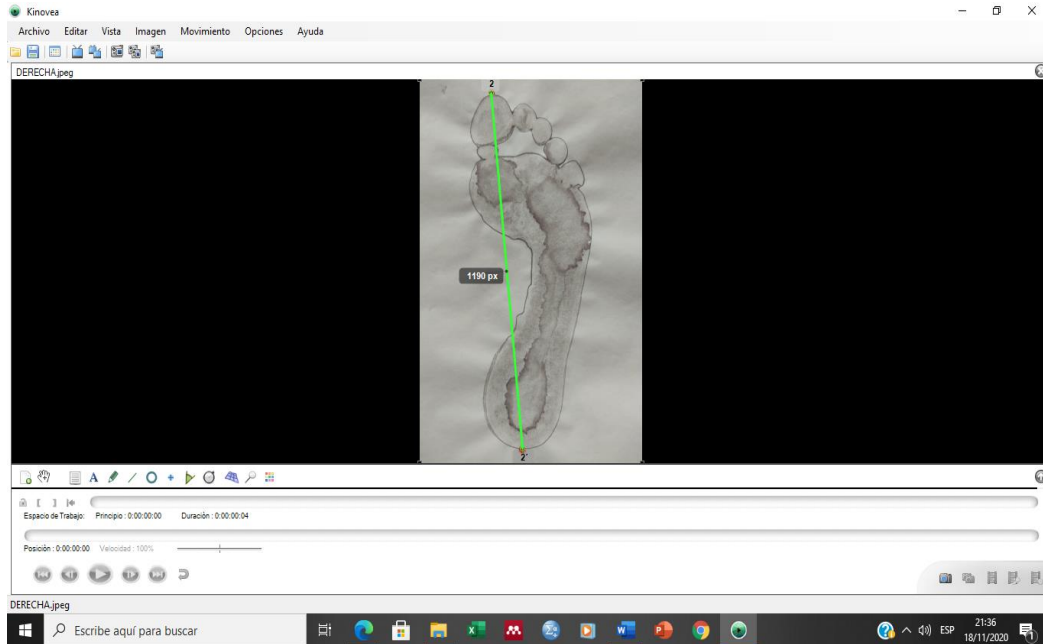 Kinovea
Archivo Editar Vista Imagen Movimiento Opciones Ayuda
DERECHA.jpeg
2
1190 px
2'
A
Espacio de Trabajo: Principio : 0:00:00:00 Duración : 0:00:00:04
Posición : 0:00:00:00 Velocidad : 100%
DERECHA.jpeg
Escribe aquí para buscar
ESP
21:36
18/11/2020